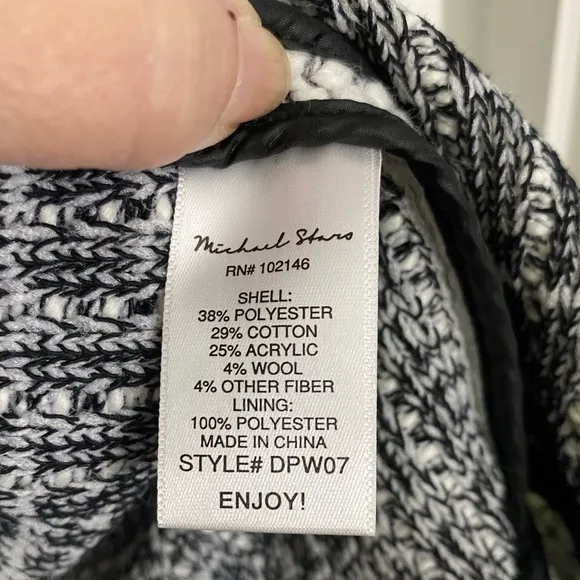 Michael Stars
RN# 102146
SHELL:
38% POLYESTER
29% COTTON
25% ACRYLIC
4% WOOL
4% OTHER FIBER
LINING:
100% POLYESTER
MADE IN CHINA
STYLE# DPW07
ENJOY!